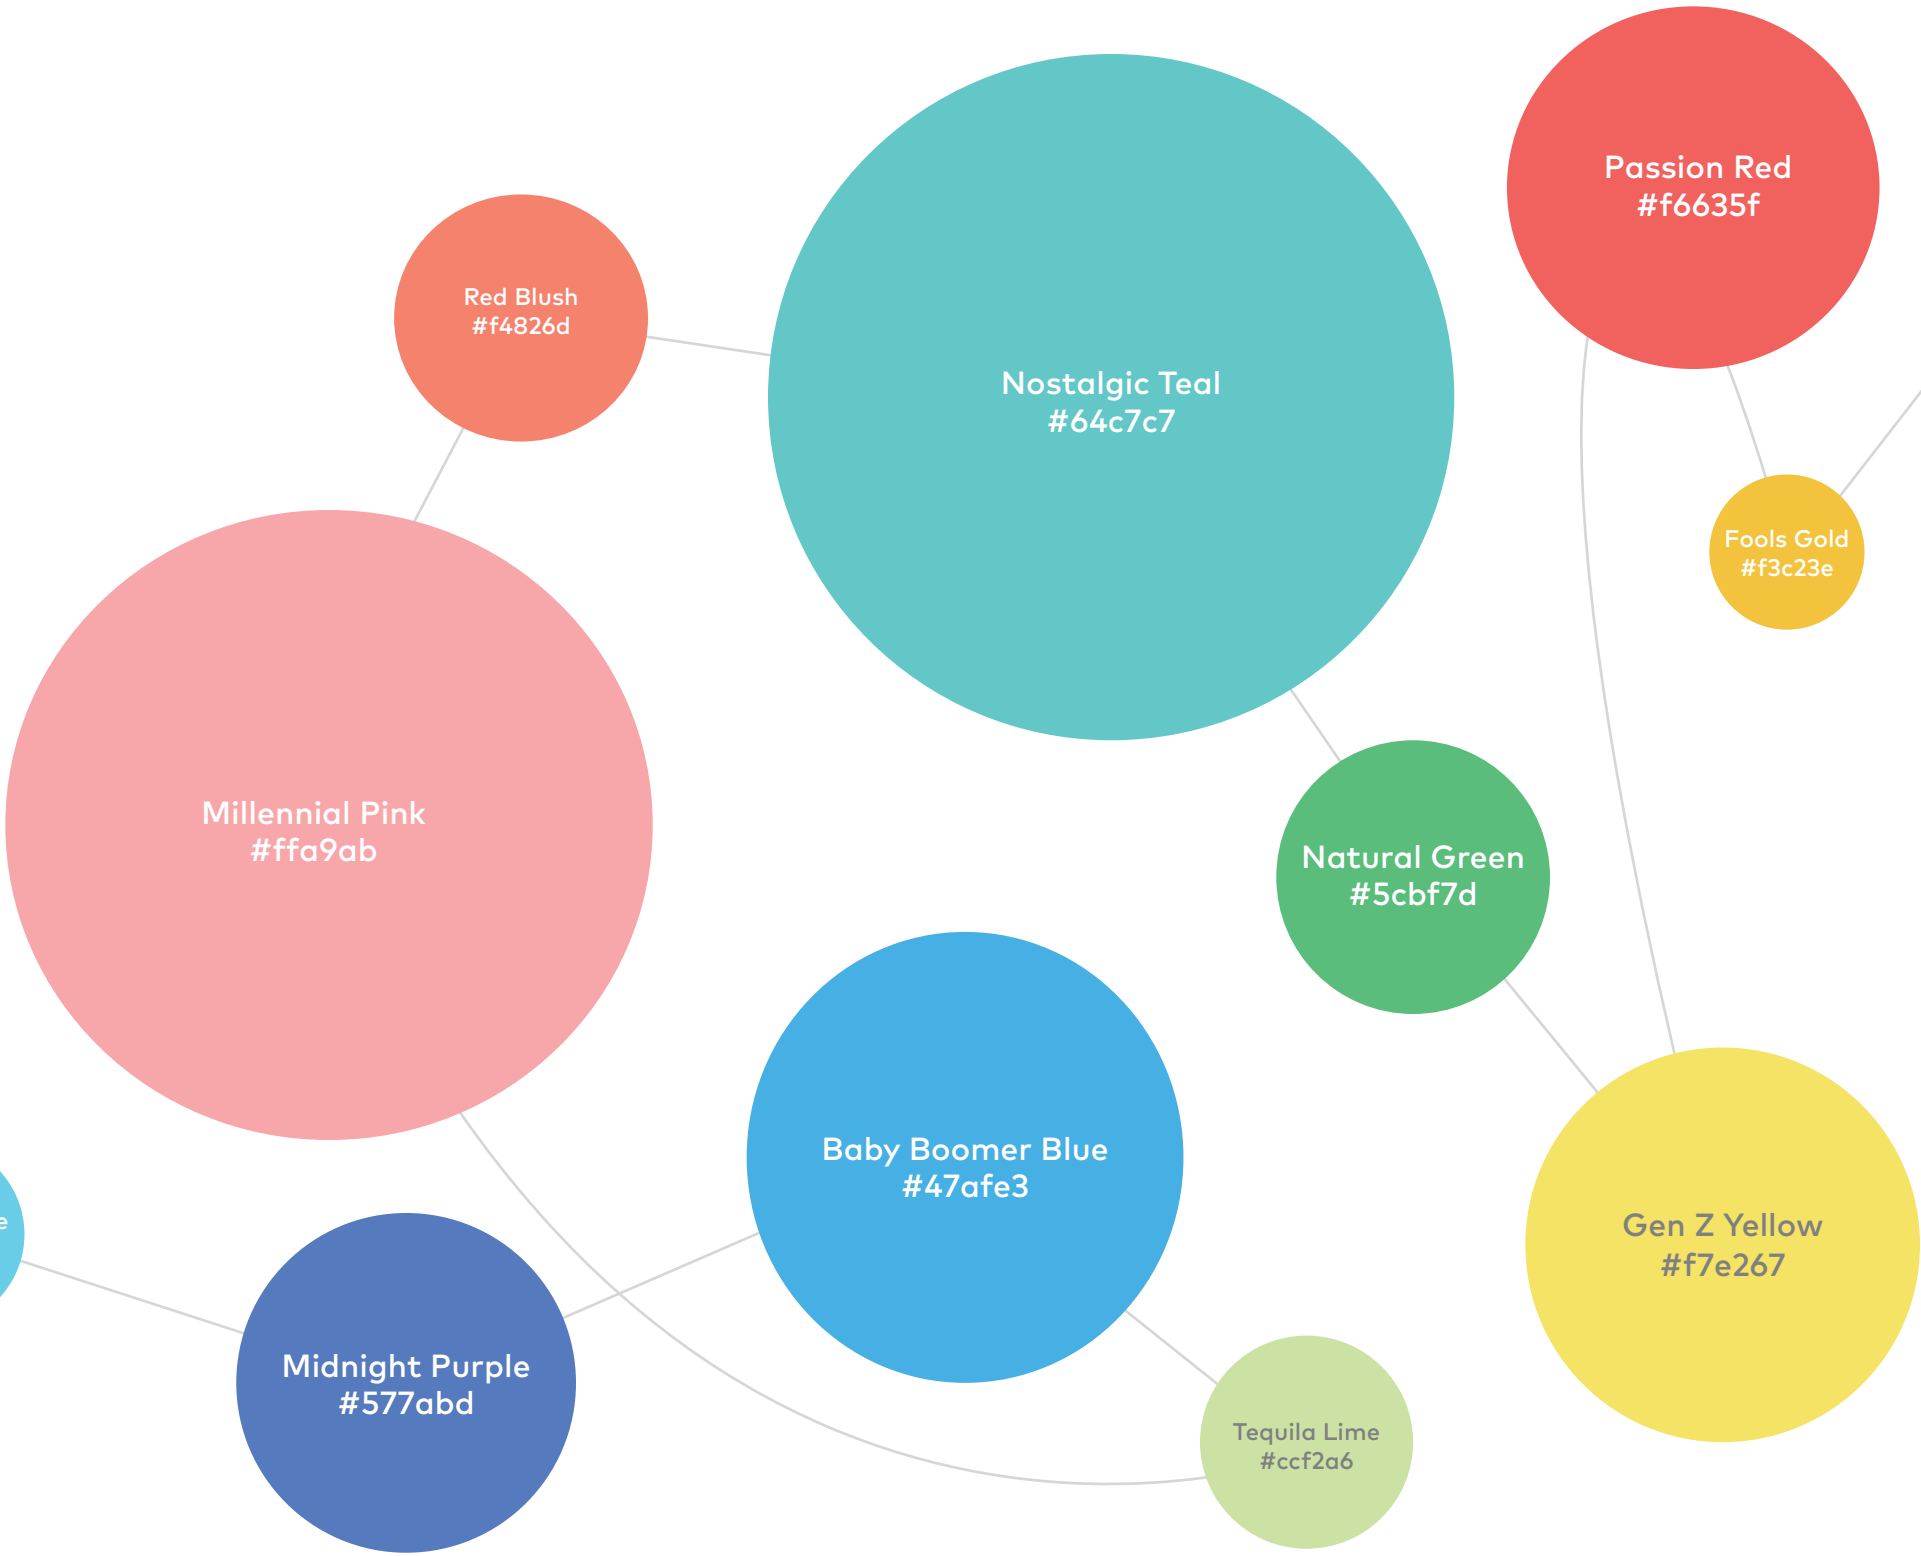 Passion Red
#f6635f
Red Blush
#f4826d
Nostalgic Teal
#64c7c7
Fools Gold
#f3c23e
Millennial Pink
#ffa9ab
Natural Green
#5cbf7d
Baby Boomer Blue
#47afe3
Gen Z Yellow
#f7e267
Midnight Purple
#577abd
Tequila Lime
#ccf2a6